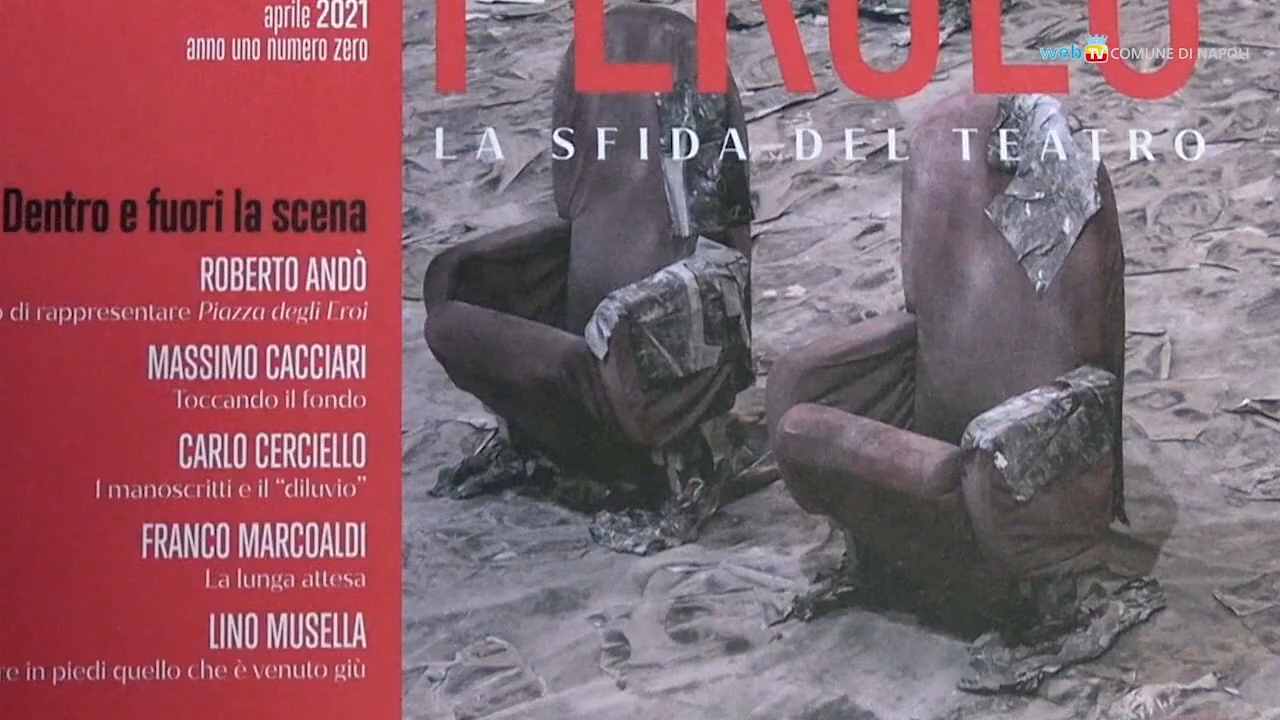 aprile 2021
anno uno numero zero
web TV COMUNE DI NAPOLI
LA SFIDA DEL TEATRO
Dentro e fuori la scena
ROBERTO ANDÒ
di rappresentare Piazza degli Eroi
MASSIMO CACCIARI
Toccando il fondo
CARLO CERCIELLO
I manoscritti e il “diluvio”
FRANCO MARCOALDI
La lunga attesa
LINO MUSELLA
in piedi quello che è venuto giù